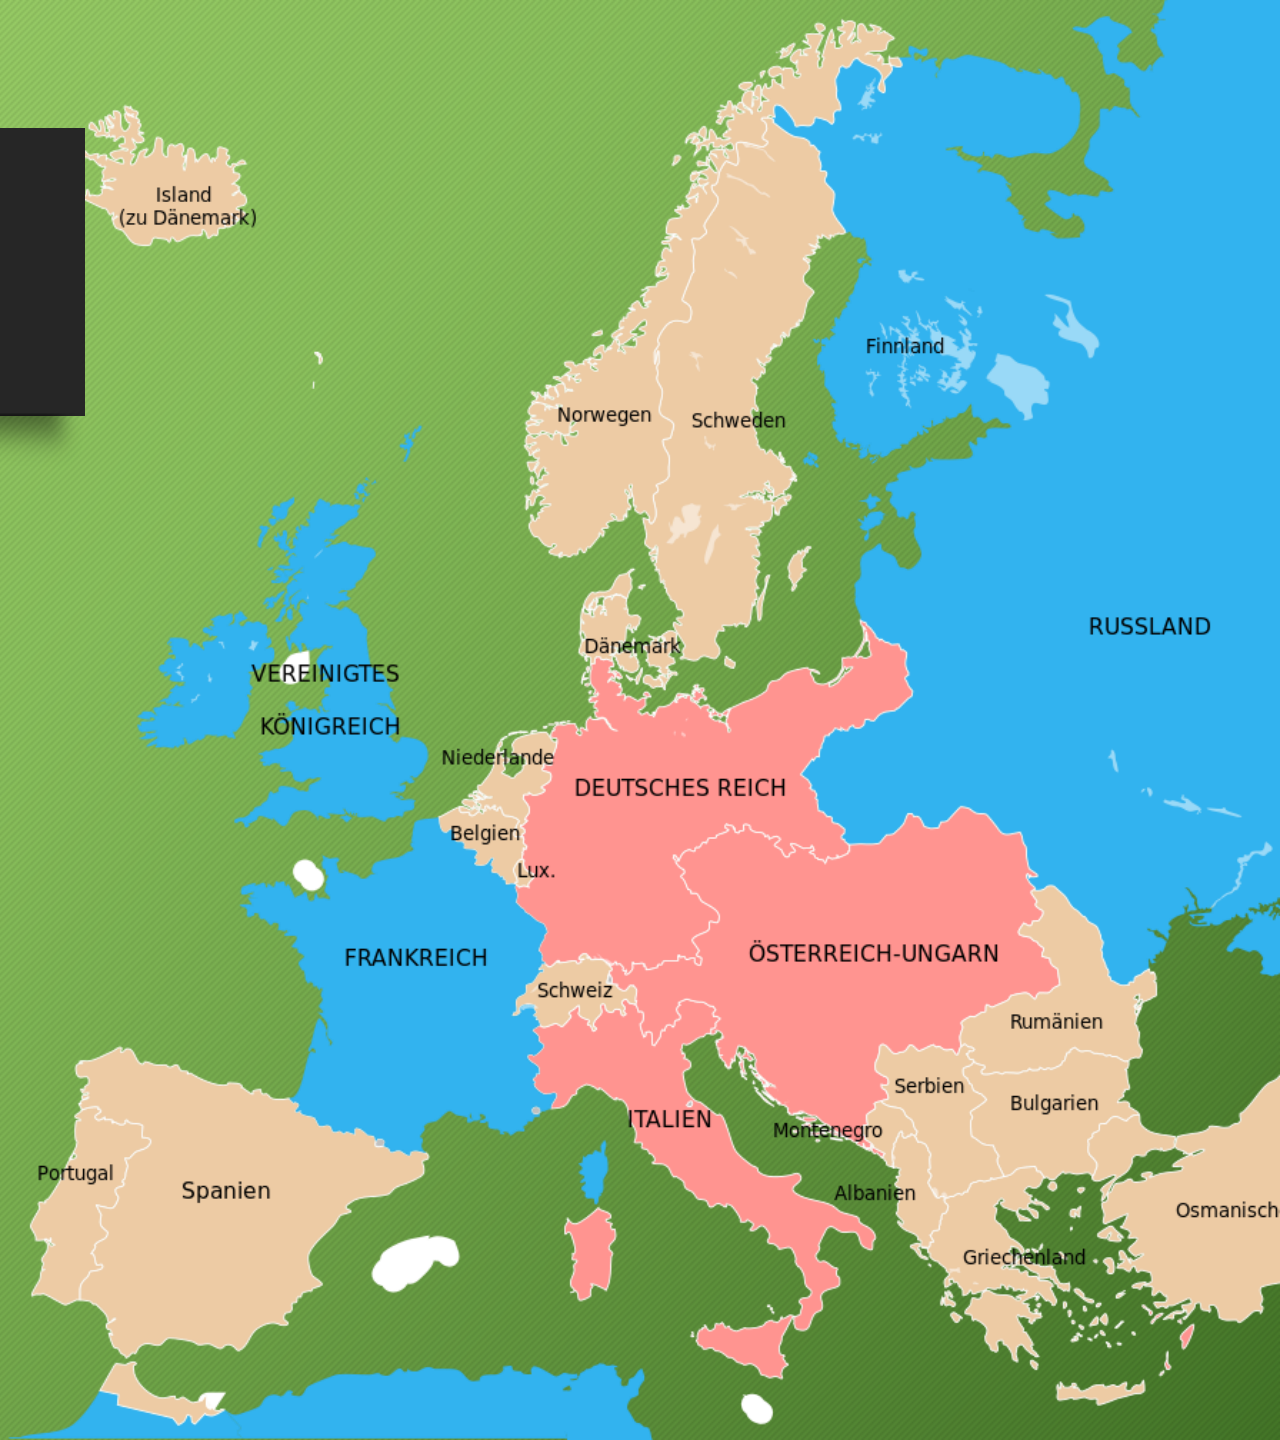 Island
(zu Dänemark)
Finnland
Norwegen
Schweden
RUSSLAND
Dänemark
VEREINIGTES
KÖNIGREICH
Niederlande
DEUTSCHES REICH
Belgien
Lux.
FRANKREICH
ÖSTERREICH-UNGARN
Schweiz
Rumänien
Serbien
Bulgarien
ITALIEN
Montenegro
Portugal
Spanien
Albanien
Osmanisch
Griechenland